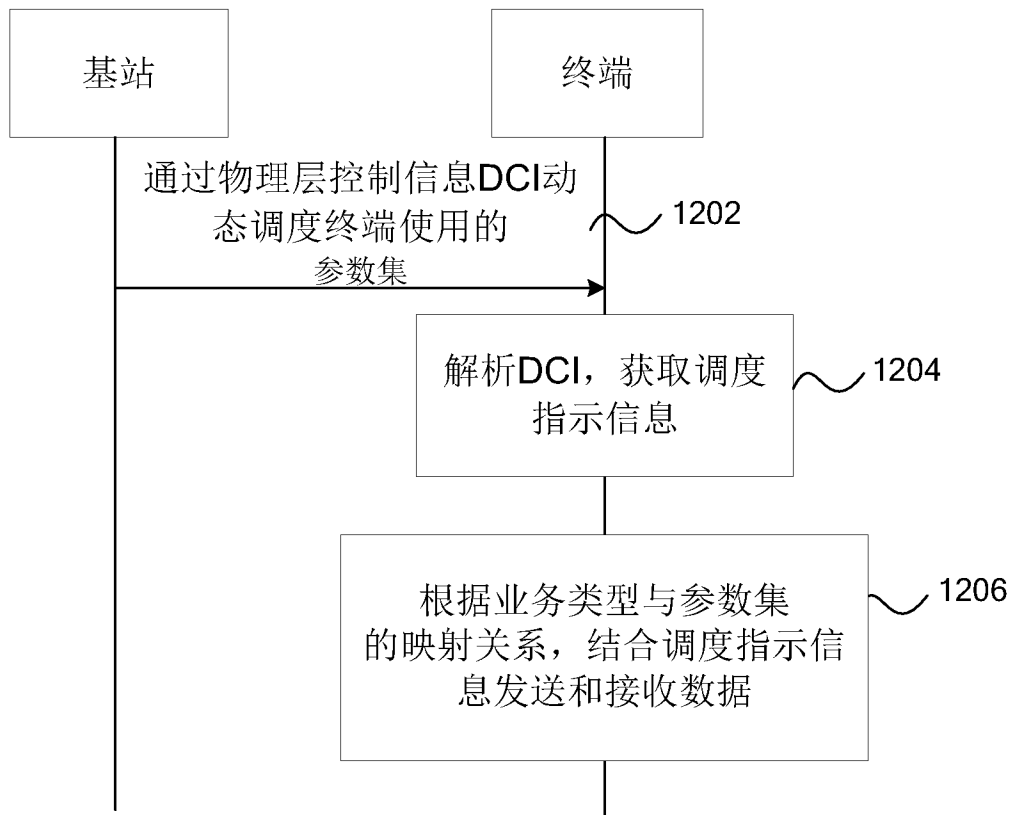 基站
终端
通过物理层控制信息DCI动
态调度终端使用的
参数集
1202
解析DCI，获取调度
指示信息
1204
根据业务类型与参数集
的映射关系，结合调度指示信
息发送和接收数据
1206